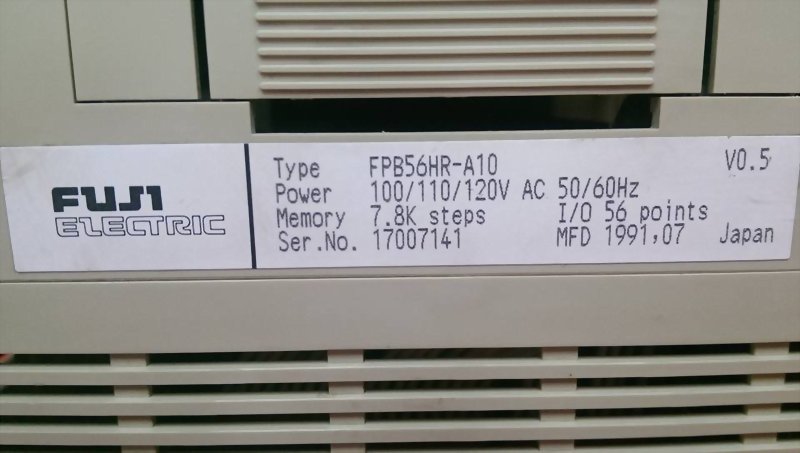 FUJI
ELECTRIC
Type FPB56HR-A10 V0.5
Power 100/110/120V AC 50/60Hz
Memory 7.8K steps I/O 56 points
Ser.No. 17007141 MFD 1991,07 Japan